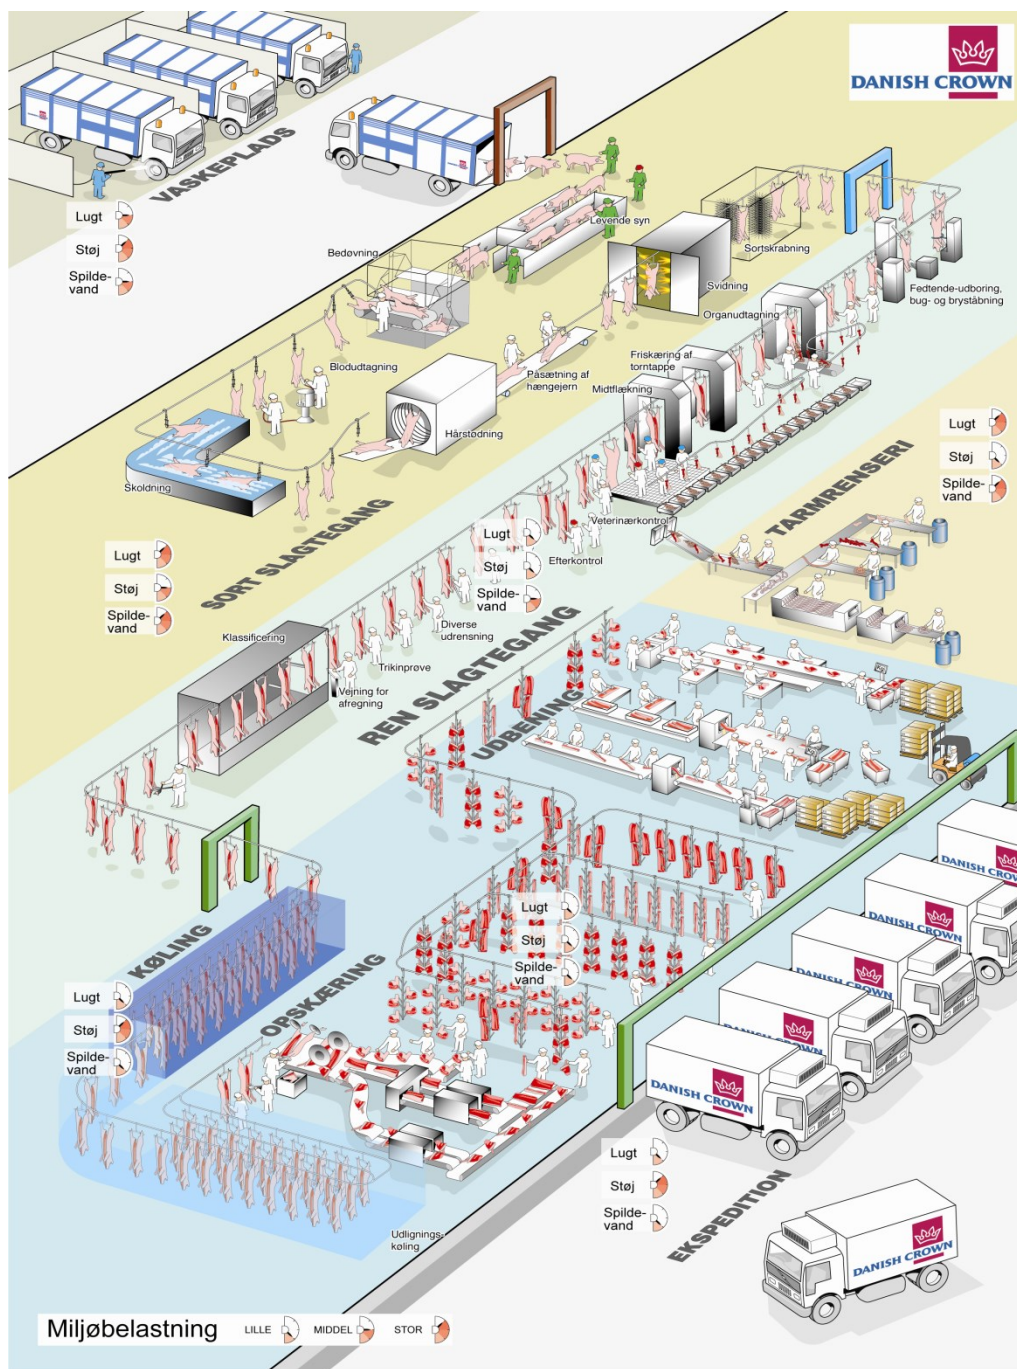 DANISH CROWN
VASKEPLADS
Lugt
Støj
Spilde-
vand
Levende syn
Bedøvning
Sortskrabning
Svidning
Fedtende-udboring,
bug- og bryståbning
Organudtagning
Friskæring af
torntappe
Midtflækning
Påsætning af
hængejern
Blodudtagning
Hårstødning
Skoldning
SORT SLAGTEGANG
Lugt
Støj
Spilde-
vand
Lugt
Støj
Spilde-
vand
TARMRENSERI
Veterinærkontrol
Efterkontrol
Lugt
Støj
Spilde-
vand
Diverse
udrensning
Trikinprøve
Vejning for
afregning
Klassificering
REN SLAGTEGANG
UDBENING
KØLING
Lugt
Støj
Spilde-
vand
OPSKÆRING
Lugt
Støj
Spilde-
vand
Udlignings-
køling
DANISH CROWN
DANISH CROWN
DANISH CROWN
DANISH CROWN
DANISH CROWN
Lugt
Støj
Spilde-
vand
EKSPEDITION
DANISH CROWN
Miljøbelastning LILLE MIDDEL STOR